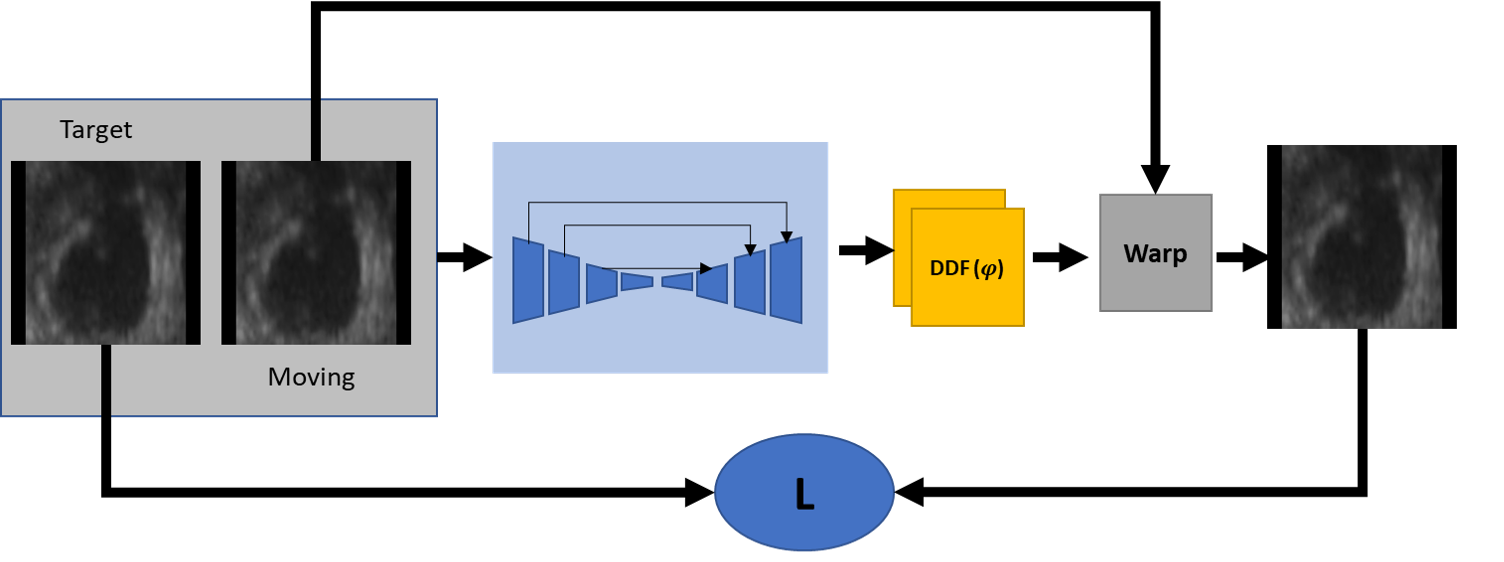 Target
Moving
DDF (φ)
Warp
L